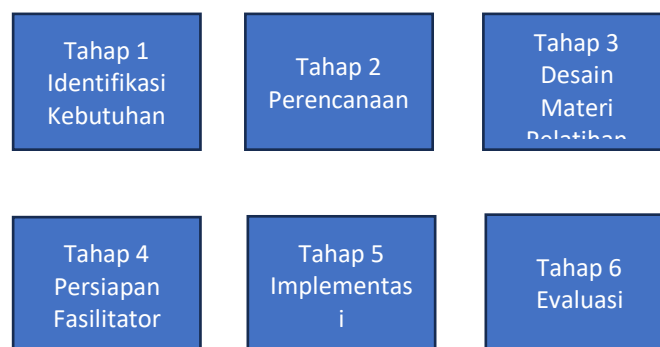 Tahap 1
Identifikasi
Kebutuhan
Tahap 2
Perencanaan
Tahap 3
Desain
Materi
Pelatihan
Tahap 4
Persiapan
Fasilitator
Tahap 5
Implementas
i
Tahap 6
Evaluasi